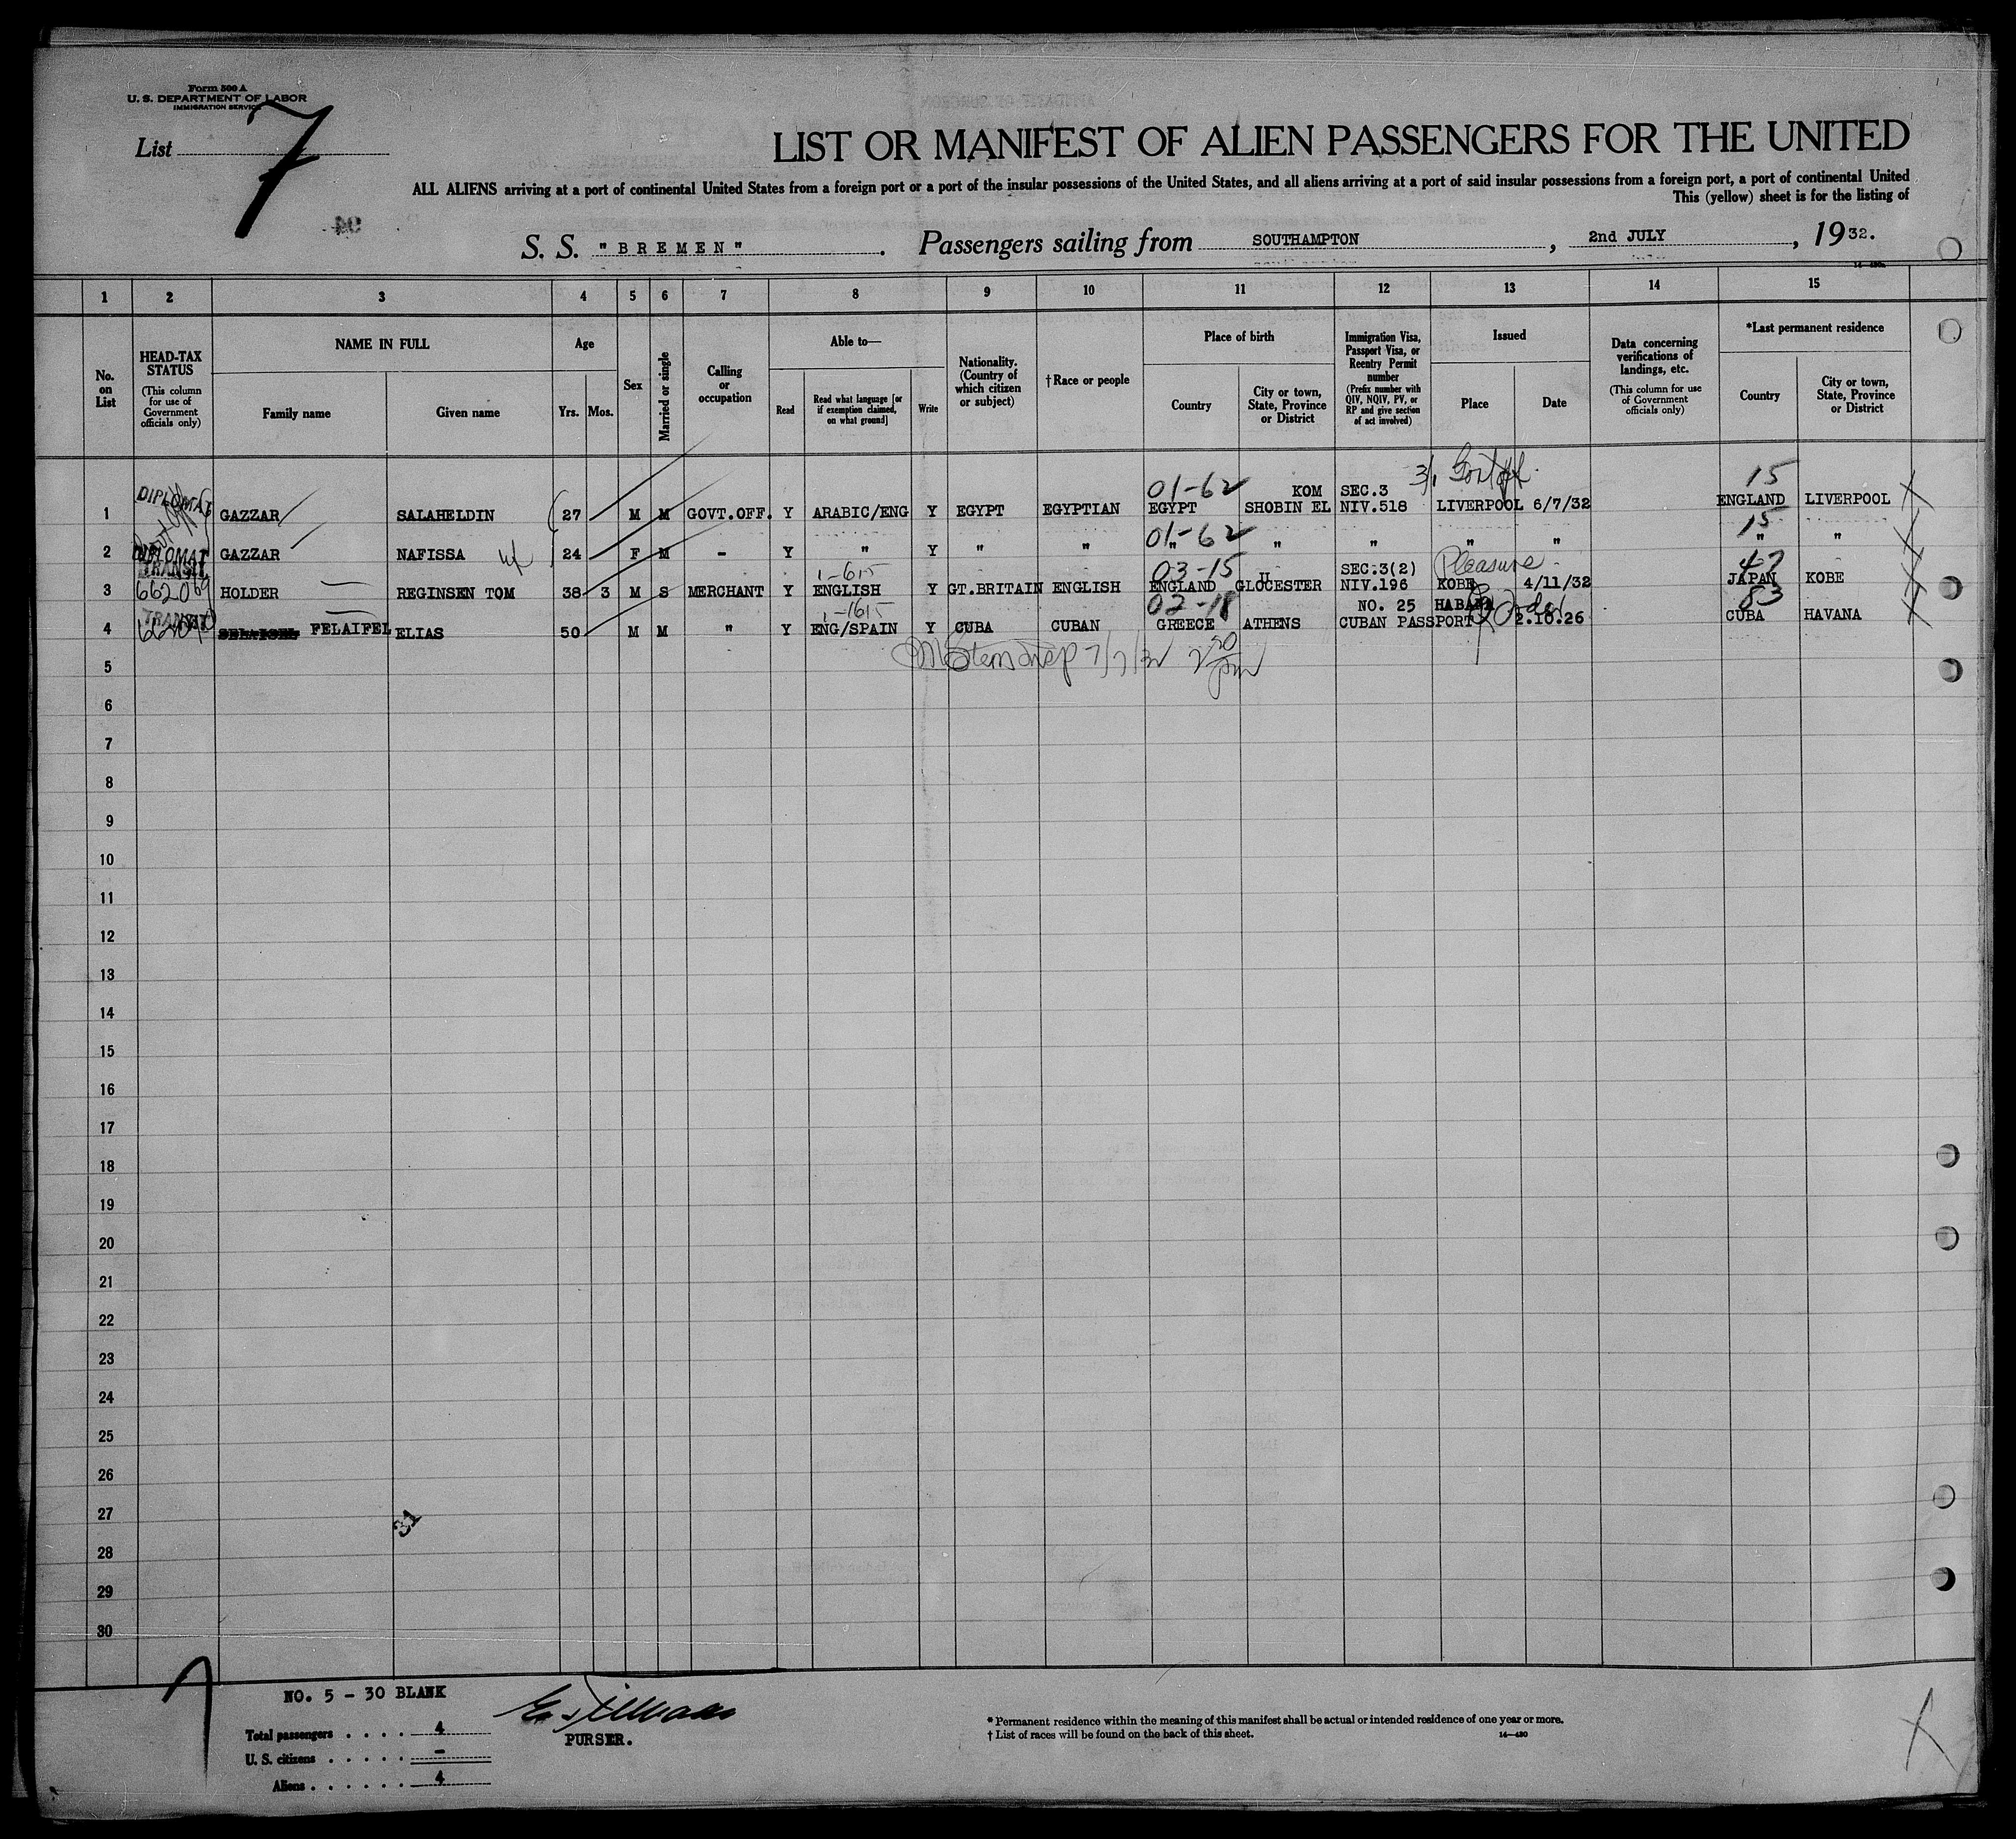 Form 500 A
U. S. DEPARTMENT OF LABOR
IMMIGRATION SERVICE
List 7
LIST OR MANIFEST OF ALIEN PASSENGERS FOR THE UNITED
ALL ALIENS arriving at a port of continental United States from a foreign port or a port of the insular possessions of the United States, and all aliens arriving at a port of said insular possessions from a foreign port, a port of continental United
This (yellow) sheet is for the listing of
S. S. "BREMEN". Passengers sailing from SOUTHAMPTON, 2nd JULY, 1932.
1 2 3 4 5 6 7 8 9 10 11 12 13 14 15
No. on List
HEAD-TAX STATUS (This column for use of Government officials only)
NAME IN FULL
Family name
Given name
Age
Yrs. Mos.
Sex
Married or single
Calling or occupation
Able to—
Read
Read what language [or if exemption claimed, on what ground]
Write
Nationality. (Country of which citizen or subject)
† Race or people
Place of birth
Country
City or town, State, Province or District
Immigration Visa, Passport Visa, or Reentry Permit number (Prefix number with QIV, NQIV, PV, or RP and give section of act involved)
Issued
Place
Date
Data concerning verifications of landings, etc. (This column for use of Government officials only)
*Last permanent residence
Country
City or town, State, Province or District
DIPLOMAT 01-62 KOM SEC.3 15
1 GAZZAR SALAHELDIN 27 M M GOVT.OFF. Y ARABIC/ENG Y EGYPT EGYPTIAN EGYPT SHOBIN EL NIV.518 LIVERPOOL 6/7/32 ENGLAND LIVERPOOL
01-62 15
2 DIPLOMAT GAZZAR NAFISSA 24 F M - Y " Y " " " " " " " " "
TRANSIT 1-615 03-15 SEC.3(2) Pleasure 47
3 662069 HOLDER REGINSEN TOM 38 3 M S MERCHANT Y ENGLISH Y GT.BRITAIN ENGLISH ENGLAND GLOCESTER NIV.196 KOBE 4/11/32 JAPAN KOBE
TRANSIT 1-1615 02-18 NO. 25 HABANA 83
4 FELAIFEL ELIAS 50 M M " Y ENG/SPAIN Y CUBA CUBAN GREECE ATHENS CUBAN PASSPORT 2.10.26 CUBA HAVANA
5
6
7
8
9
10
11
12
13
14
15
16
17
18
19
20
21
22
23
24
25
26
27
31
28
29
30
NO. 5 - 30 BLANK
Total passengers . . . . 4
U. S. citizens . . . . . -
Aliens . . . . . . 4
PURSER.
* Permanent residence within the meaning of this manifest shall be actual or intended residence of one year or more.
† List of races will be found on the back of this sheet.
14—430